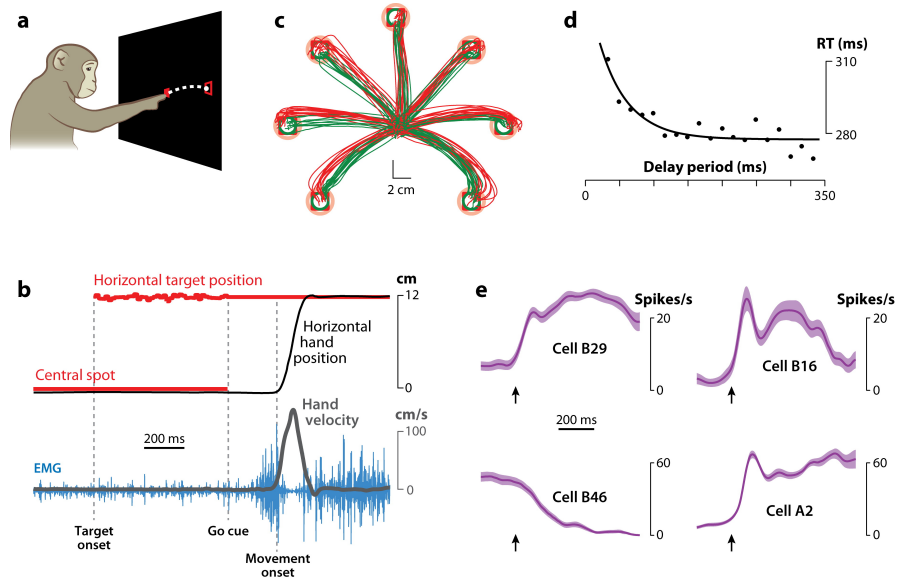 a
b
Horizontal target position
cm
12
Horizontal
hand
position
Central spot
0
Hand
velocity
cm/s
100
200 ms
EMG
0
Target
onset
Go cue
Movement
onset
c
2 cm
d
RT (ms)
310
280
Delay period (ms)
0
350
e
Spikes/s
20
Cell B29
0
Spikes/s
20
Cell B16
0
200 ms
60
Cell B46
0
60
Cell A2
0